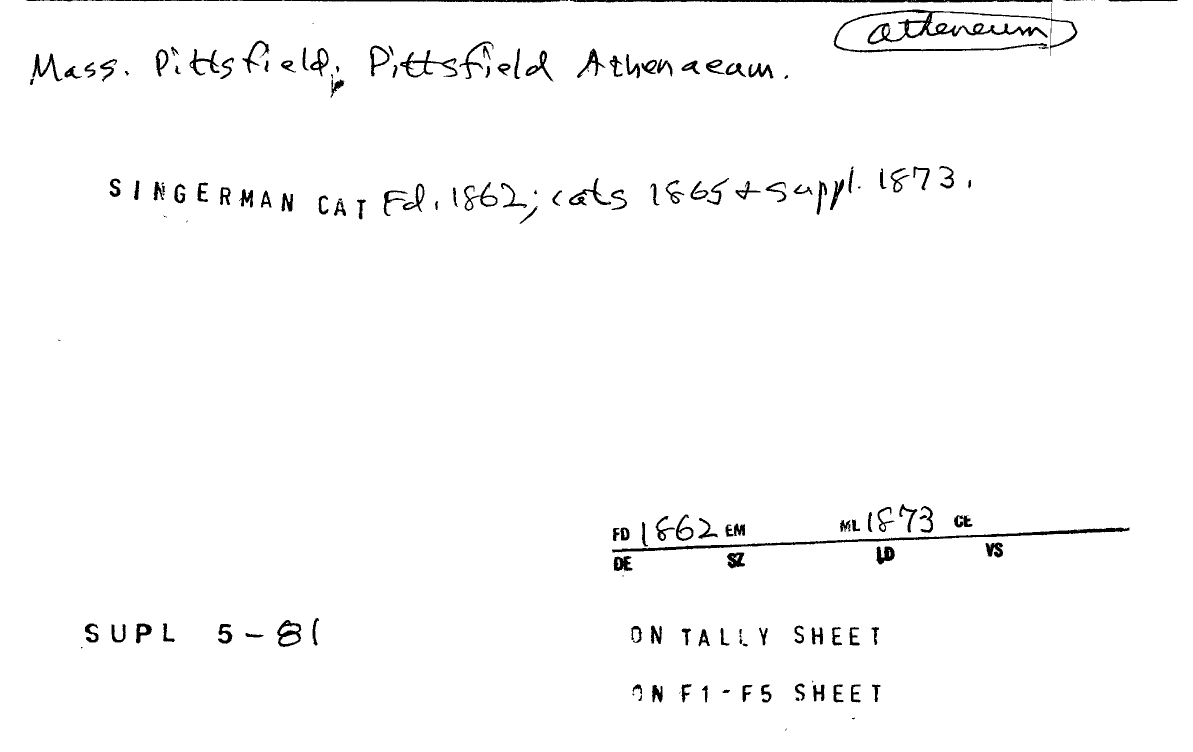 atheneum
Mass. Pittsfield. Pittsfield Athenaeum.
SINGERMAN CAT Fd. 1862; cats 1865 + suppl. 1873.
FD 1862 EM ML 1873 CE
DE SZ LD VS
SUPL 5-81 ON TALLY SHEET
ON F1-F5 SHEET